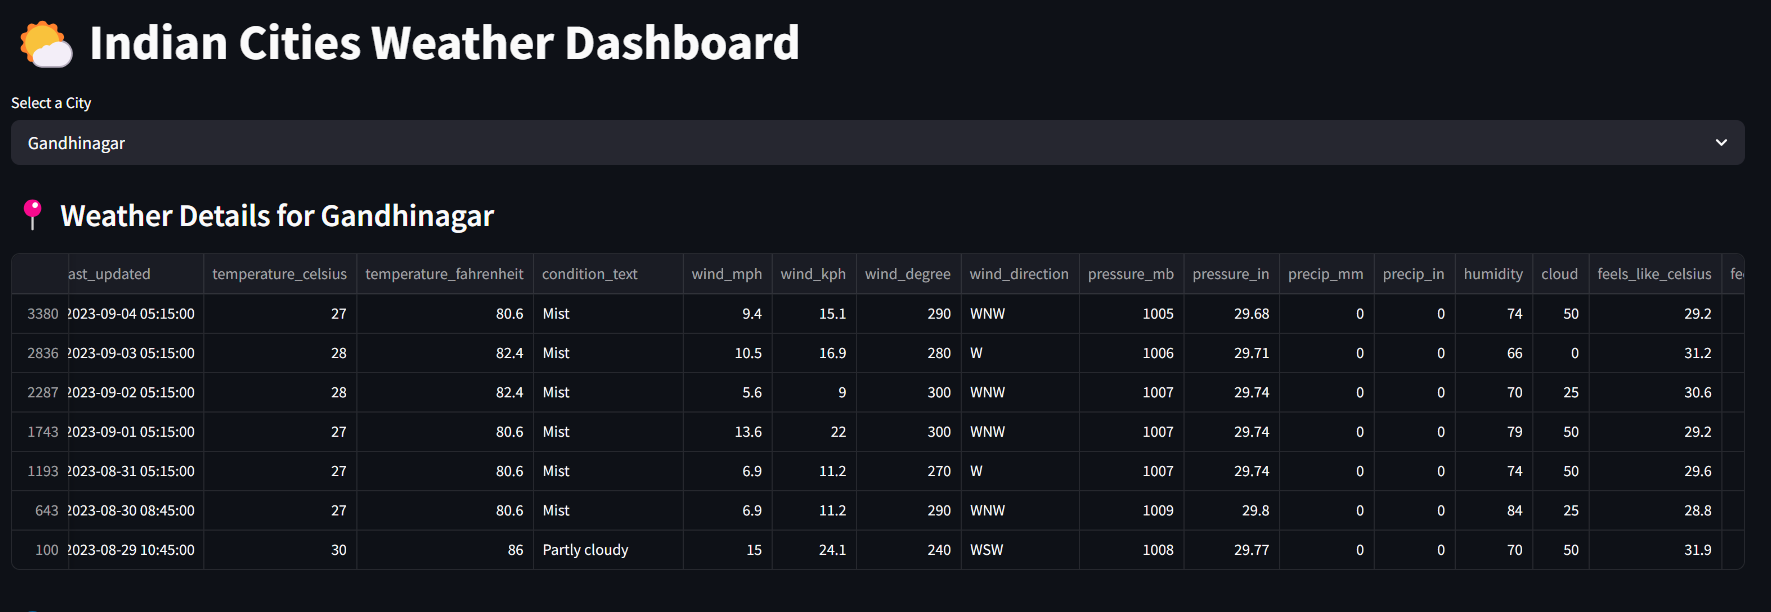 Indian Cities Weather Dashboard
Select a City
Gandhinagar
Weather Details for Gandhinagar
ast_updated temperature_celsius temperature_fahrenheit condition_text wind_mph wind_kph wind_degree wind_direction pressure_mb pressure_in precip_mm precip_in humidity cloud feels_like_celsius fe
3380 2023-09-04 05:15:00 27 80.6 Mist 9.4 15.1 290 WNW 1005 29.68 0 0 74 50 29.2
2836 2023-09-03 05:15:00 28 82.4 Mist 10.5 16.9 280 W 1006 29.71 0 0 66 0 31.2
2287 2023-09-02 05:15:00 28 82.4 Mist 5.6 9 300 WNW 1007 29.74 0 0 70 25 30.6
1743 2023-09-01 05:15:00 27 80.6 Mist 13.6 22 300 WNW 1007 29.74 0 0 79 50 29.2
1193 2023-08-31 05:15:00 27 80.6 Mist 6.9 11.2 270 W 1007 29.74 0 0 74 50 29.6
643 2023-08-30 08:45:00 27 80.6 Mist 6.9 11.2 290 WNW 1009 29.8 0 0 84 25 28.8
100 2023-08-29 10:45:00 30 86 Partly cloudy 15 24.1 240 WSW 1008 29.77 0 0 70 50 31.9